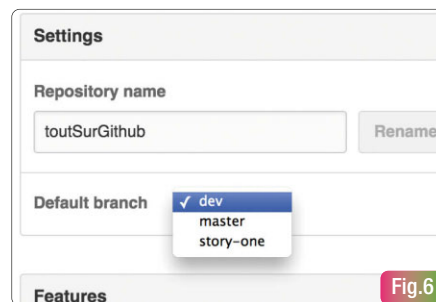 Settings
Repository name
toutSurGithub
Rename
Default branch
✓ dev
master
story-one
Features
Fig.6